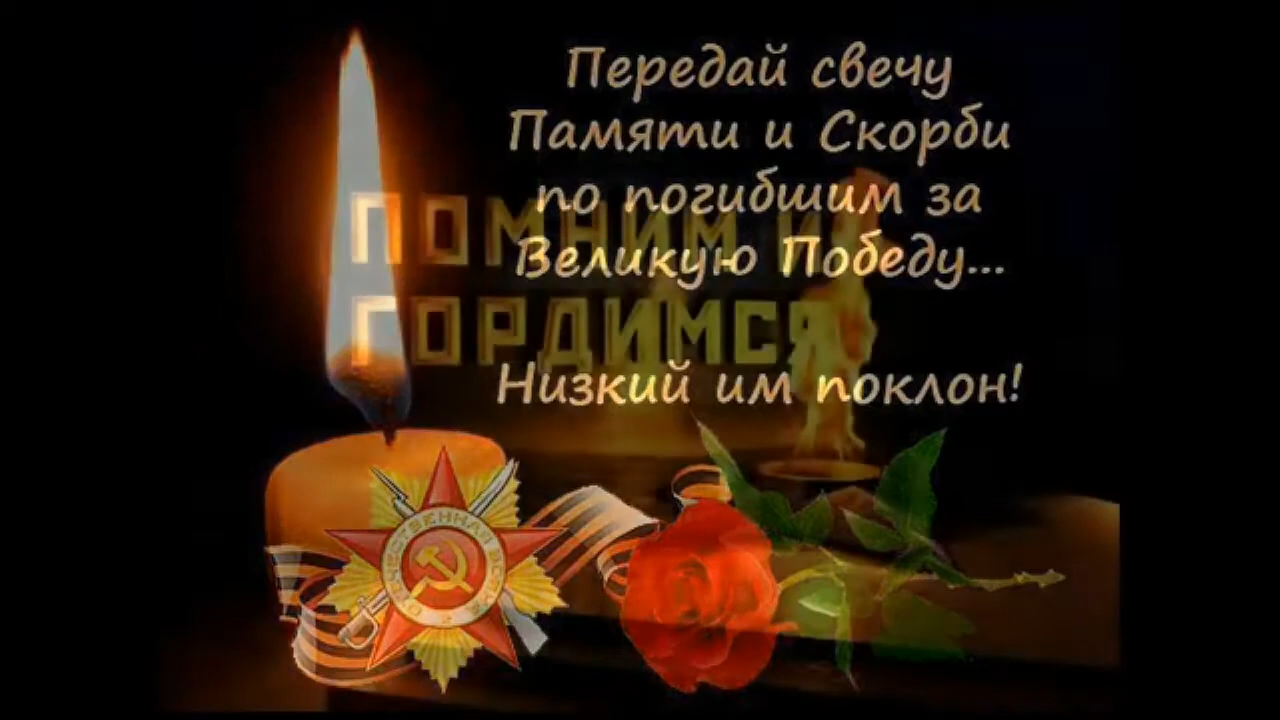 Передай свечу
Памяти и Скорби
по погибшим за
Великую Победу...
Низкий им поклон!
ПОМНИМ И
ГОРДИМСЯ
ОТЕЧЕСТВЕННАЯ ВОЙНА